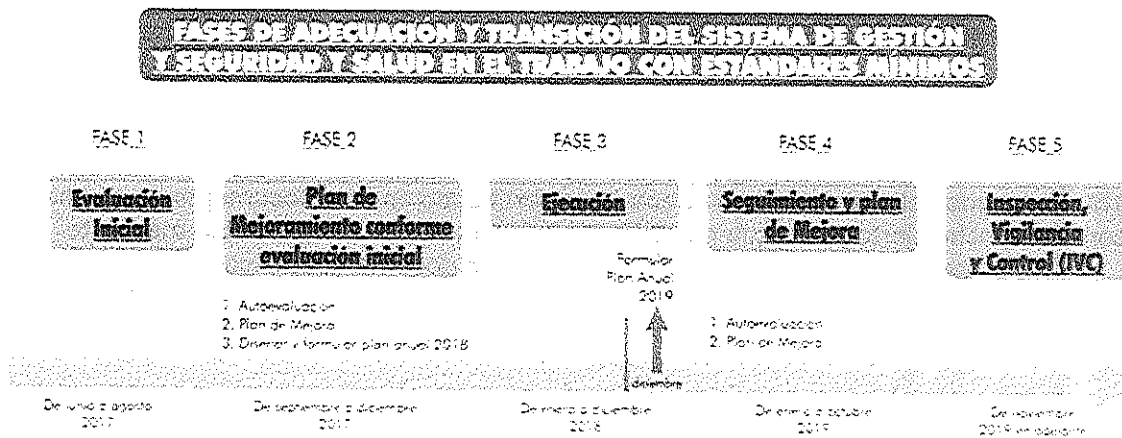 FASES DE ADECUACIÓN Y TRANSICIÓN DEL SISTEMA DE GESTIÓN
Y SEGURIDAD Y SALUD EN EL TRABAJO CON ESTÁNDARES MÍNIMOS
FASE 1
Evaluación
Inicial
De junio a agosto
2017
FASE 2
Plan de
Mejoramiento conforme
evaluación inicial
1. Autoevaluación
2. Plan de Mejora
3. Diseñar y formular plan anual 2018
De septiembre a diciembre
2017
FASE 3
Ejecución
Formular
Plan Anual
2019
diciembre
De enero a diciembre
2018
FASE 4
Seguimiento y plan
de Mejora
1. Autoevaluación
2. Plan de Mejora
De enero a octubre
2019
FASE 5
Inspección,
Vigilancia
y Control (IVC)
De noviembre
2019 en adelante